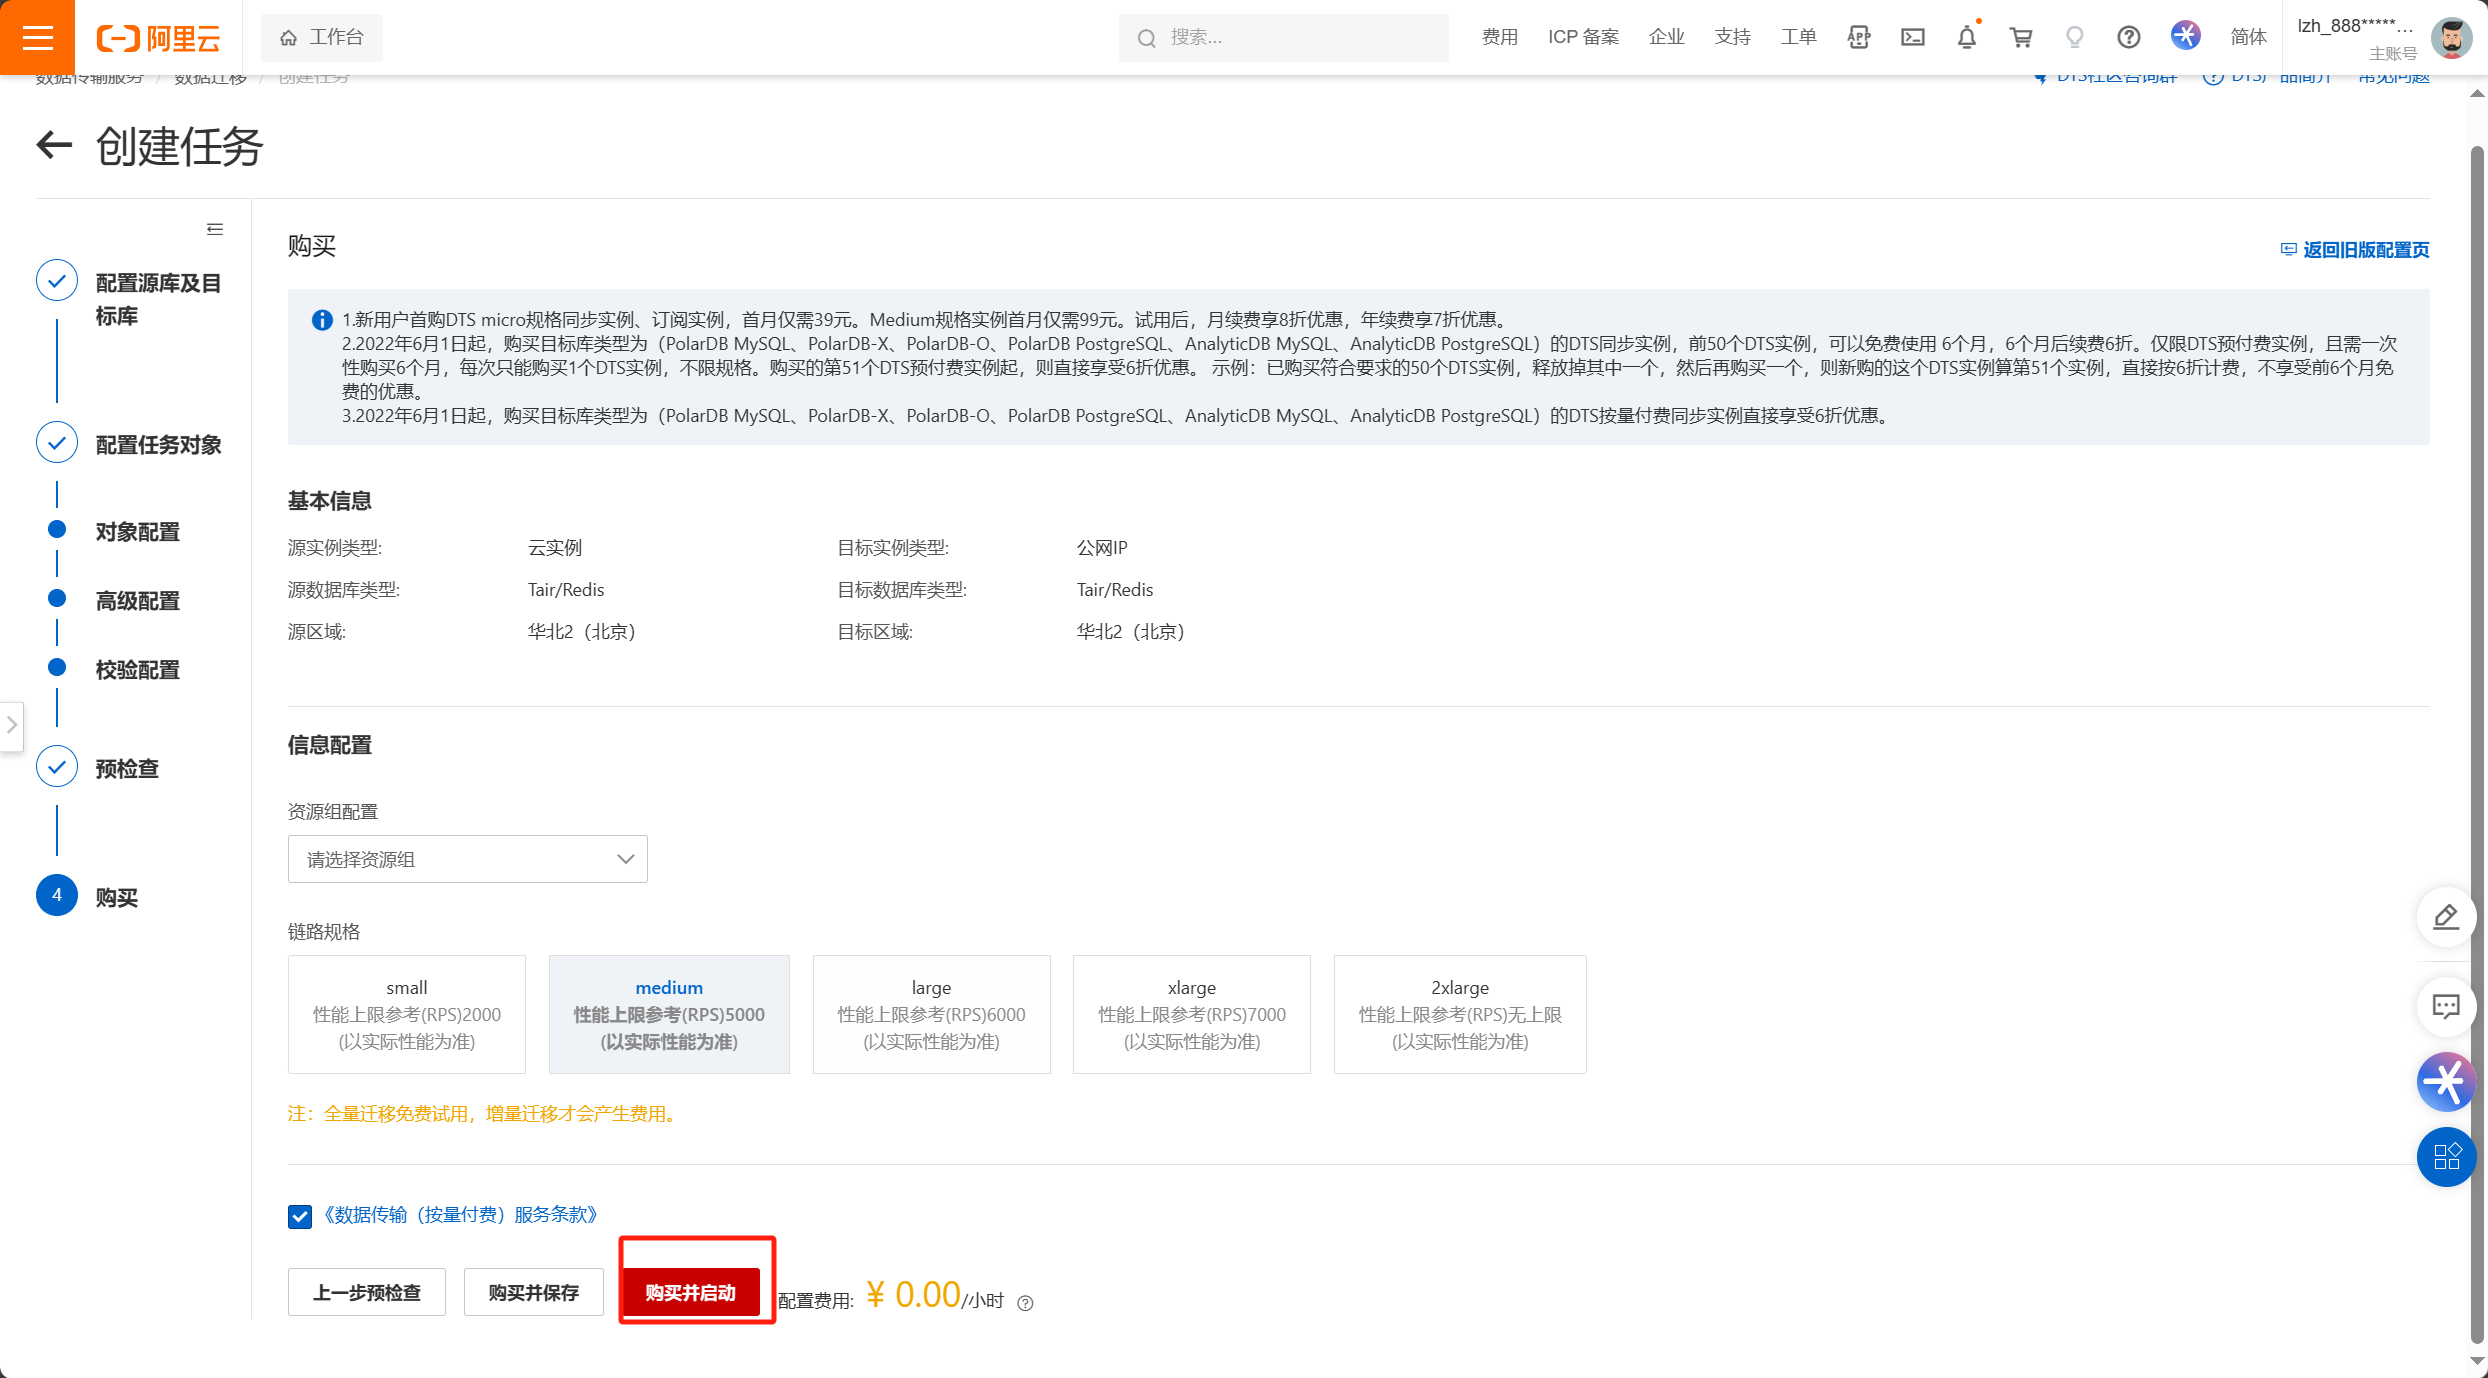 阿里云
工作台
搜索...
费用
ICP 备案
企业
支持
工单
APP
简体
lzh_888*****...
主账号
数据传输服务 / 数据迁移 / 创建任务
常见问题
创建任务
配置源库及目
标库
配置任务对象
对象配置
高级配置
校验配置
预检查
4 购买
购买
返回旧版配置页
1.新用户首购DTS micro规格同步实例、订阅实例，首月仅需39元。Medium规格实例首月仅需99元。试用后，月续费享8折优惠，年续费享7折优惠。
2.2022年6月1日起，购买目标库类型为（PolarDB MySQL、PolarDB-X、PolarDB-O、PolarDB PostgreSQL、AnalyticDB MySQL、AnalyticDB PostgreSQL）的DTS同步实例，前50个DTS实例，可以免费使用 6个月，6个月后续费6折。仅限DTS预付费实例，且需一次
性购买6个月，每次只能购买1个DTS实例，不限规格。购买的第51个DTS预付费实例起，则直接享受6折优惠。 示例：已购买符合要求的50个DTS实例，释放掉其中一个，然后再购买一个，则新购的这个DTS实例算第51个实例，直接按6折计费，不享受前6个月免
费的优惠。
3.2022年6月1日起，购买目标库类型为（PolarDB MySQL、PolarDB-X、PolarDB-O、PolarDB PostgreSQL、AnalyticDB MySQL、AnalyticDB PostgreSQL）的DTS按量付费同步实例直接享受6折优惠。
基本信息
源实例类型: 云实例 目标实例类型: 公网IP
源数据库类型: Tair/Redis 目标数据库类型: Tair/Redis
源区域: 华北2（北京） 目标区域: 华北2（北京）
信息配置
资源组配置
请选择资源组
链路规格
small
性能上限参考(RPS)2000
(以实际性能为准)
medium
性能上限参考(RPS)5000
(以实际性能为准)
large
性能上限参考(RPS)6000
(以实际性能为准)
xlarge
性能上限参考(RPS)7000
(以实际性能为准)
2xlarge
性能上限参考(RPS)无上限
(以实际性能为准)
注：全量迁移免费试用，增量迁移才会产生费用。
《数据传输（按量付费）服务条款》
上一步预检查
购买并保存
购买并启动
配置费用: ¥ 0.00/小时